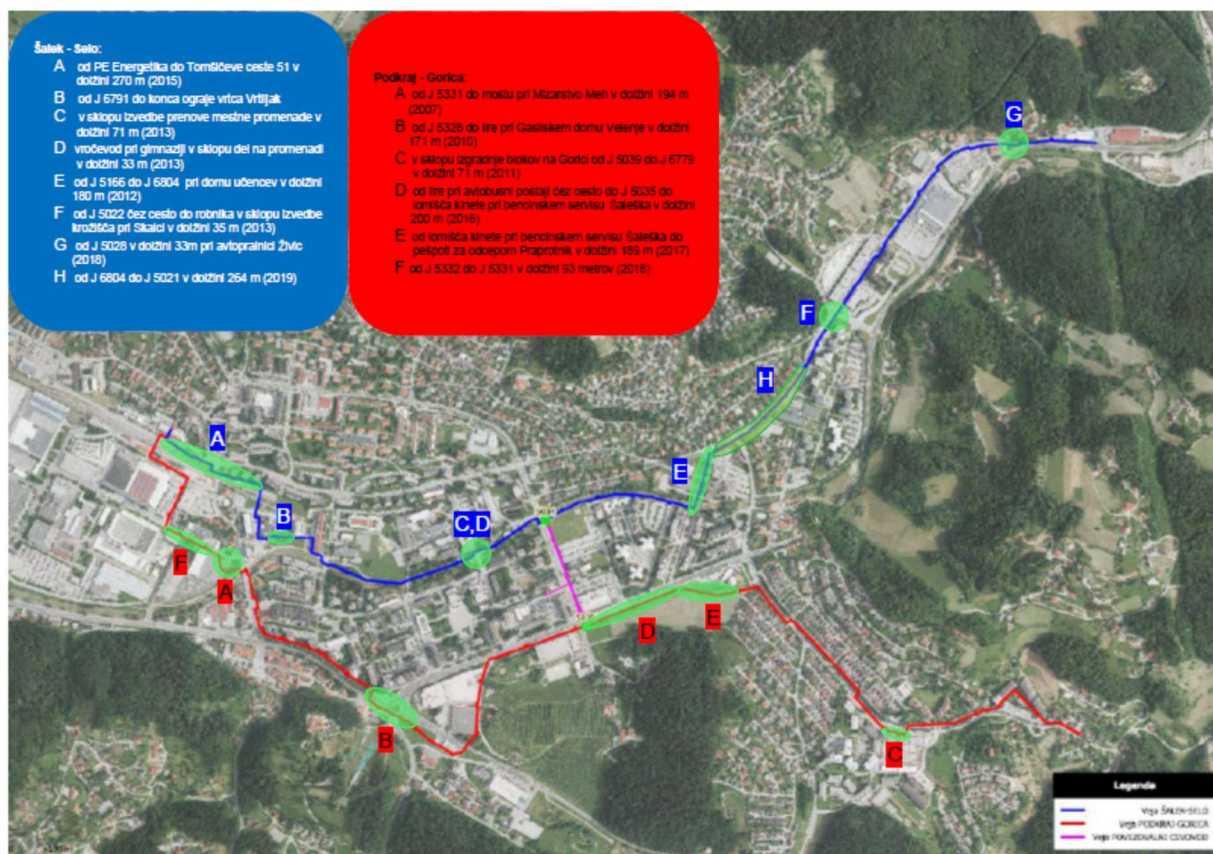 Šalek - Selo:
A od PE Energetika do Tomšičeve ceste 51 v
dolžini 270 m (2015)
B od J 6791 do konca ograje vrtca Vrtiljak
C v sklopu izvedbe prenove mestne promenade v
dolžini 71 m (2013)
D vročevod pri gimnaziji v sklopu del na promenadi
v dolžini 33 m (2013)
E od J 5166 do J 6804 pri domu učencev v dolžini
180 m (2012)
F od J 5022 čez cesto do robnika v sklopu izvedbe
krožišča pri Skalci v dolžini 35 m (2013)
G od J 5028 v dolžini 33m pri avtopralnici Živic
(2018)
H od J 6804 do J 5021 v dolžini 264 m (2019)
Podkraj - Gorica:
A od J 5331 do mostu pri Mizarstvo Meh v dolžini 194 m
(2007)
B od J 5328 do lire pri Gasilskem domu Velenje v dolžini
171 m (2010)
C v sklopu izgradnje blokov na Gorici od J 5039 do J 6779
v dolžini 71 m (2011)
D od lire pri avtobusni postaji čez cesto do J 5035 do
lomišča kinete pri bencinskem servisu Šaleška v dolžini
200 m (2016)
E od lomišča kinete pri bencinskem servisu Šaleška do
pešpoti za odcepom Praprotnik v dolžini 189 m (2017)
F od J 5332 do J 5331 v dolžini 93 metrov (2018)
G
F
H
A
E
B
C,D
F
A
E
D
B
C
Legenda
Veja ŠALEK-SELO
Veja PODKRAJ-GORICA
Veja POVEZOVALNI CEVOVOD